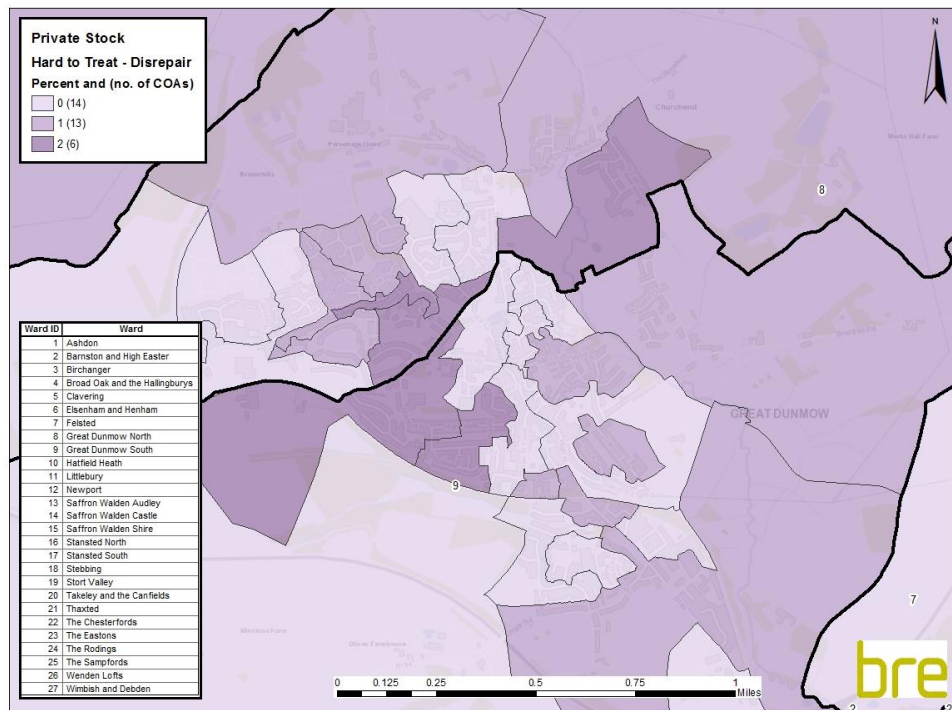 Private Stock
Hard to Treat - Disrepair
Percent and (no. of COAs)
0 (14)
1 (13)
2 (6)
N
Churchend
8
GREAT DUNMOW
9
7
Ward ID Ward
1 Ashdon
2 Barnston and High Easter
3 Birchanger
4 Broad Oak and the Hallingburys
5 Clavering
6 Elsenham and Henham
7 Felsted
8 Great Dunmow North
9 Great Dunmow South
10 Hatfield Heath
11 Littlebury
12 Newport
13 Saffron Walden Audley
14 Saffron Walden Castle
15 Saffron Walden Shire
16 Stansted North
17 Stansted South
18 Stebbing
19 Stort Valley
20 Takeley and the Canfields
21 Thaxted
22 The Chesterfords
23 The Eastons
24 The Rodings
25 The Sampfords
26 Wenden Lofts
27 Wimbish and Debden
0 0.125 0.25 0.5 0.75 1
Miles
bre
2